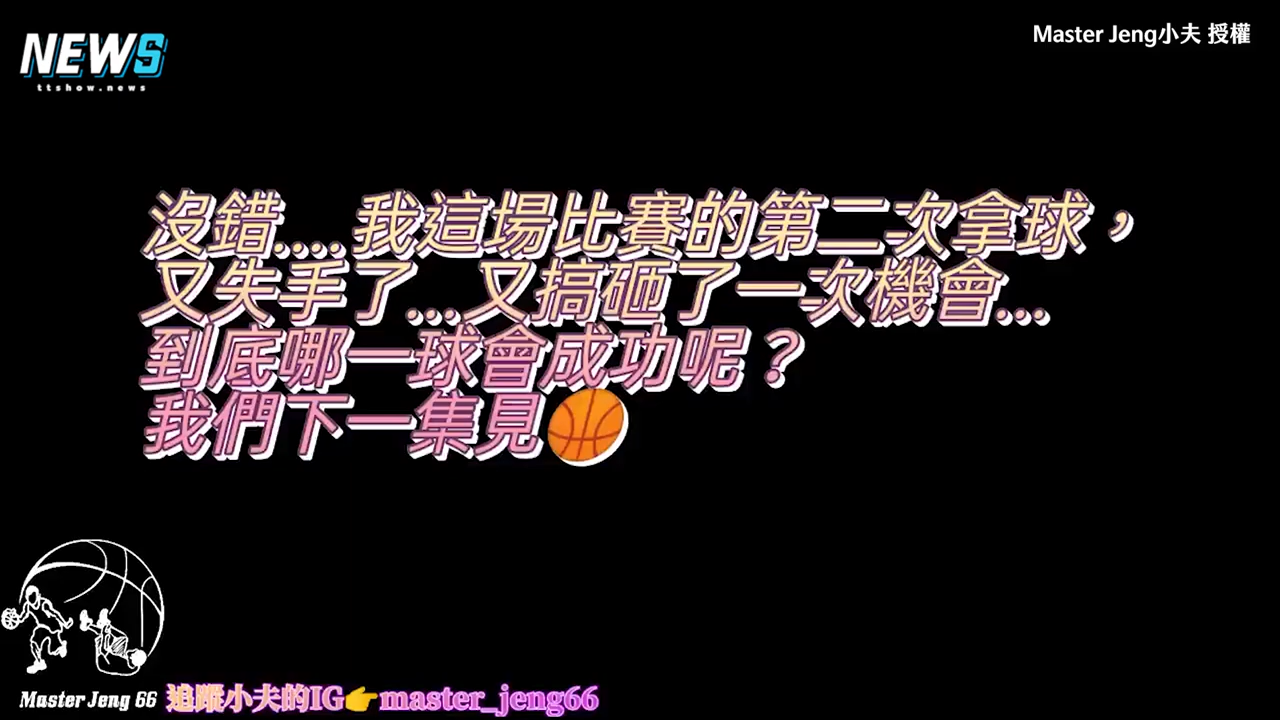 NEWS
ttshow.news
Master Jeng小夫 授權
沒錯....我這場比賽的第二次拿球，
又失手了...又搞砸了一次機會...
到底哪一球會成功呢？
我們下一集見🏀
Master Jeng 66
追蹤小夫的IG👉master_jeng66